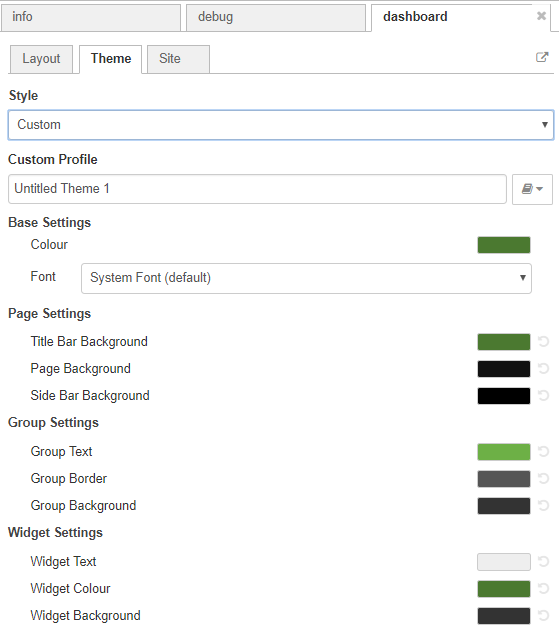 info debug dashboard
Layout Theme Site
Style
Custom
Custom Profile
Untitled Theme 1
Base Settings
Colour
Font System Font (default)
Page Settings
Title Bar Background
Page Background
Side Bar Background
Group Settings
Group Text
Group Border
Group Background
Widget Settings
Widget Text
Widget Colour
Widget Background